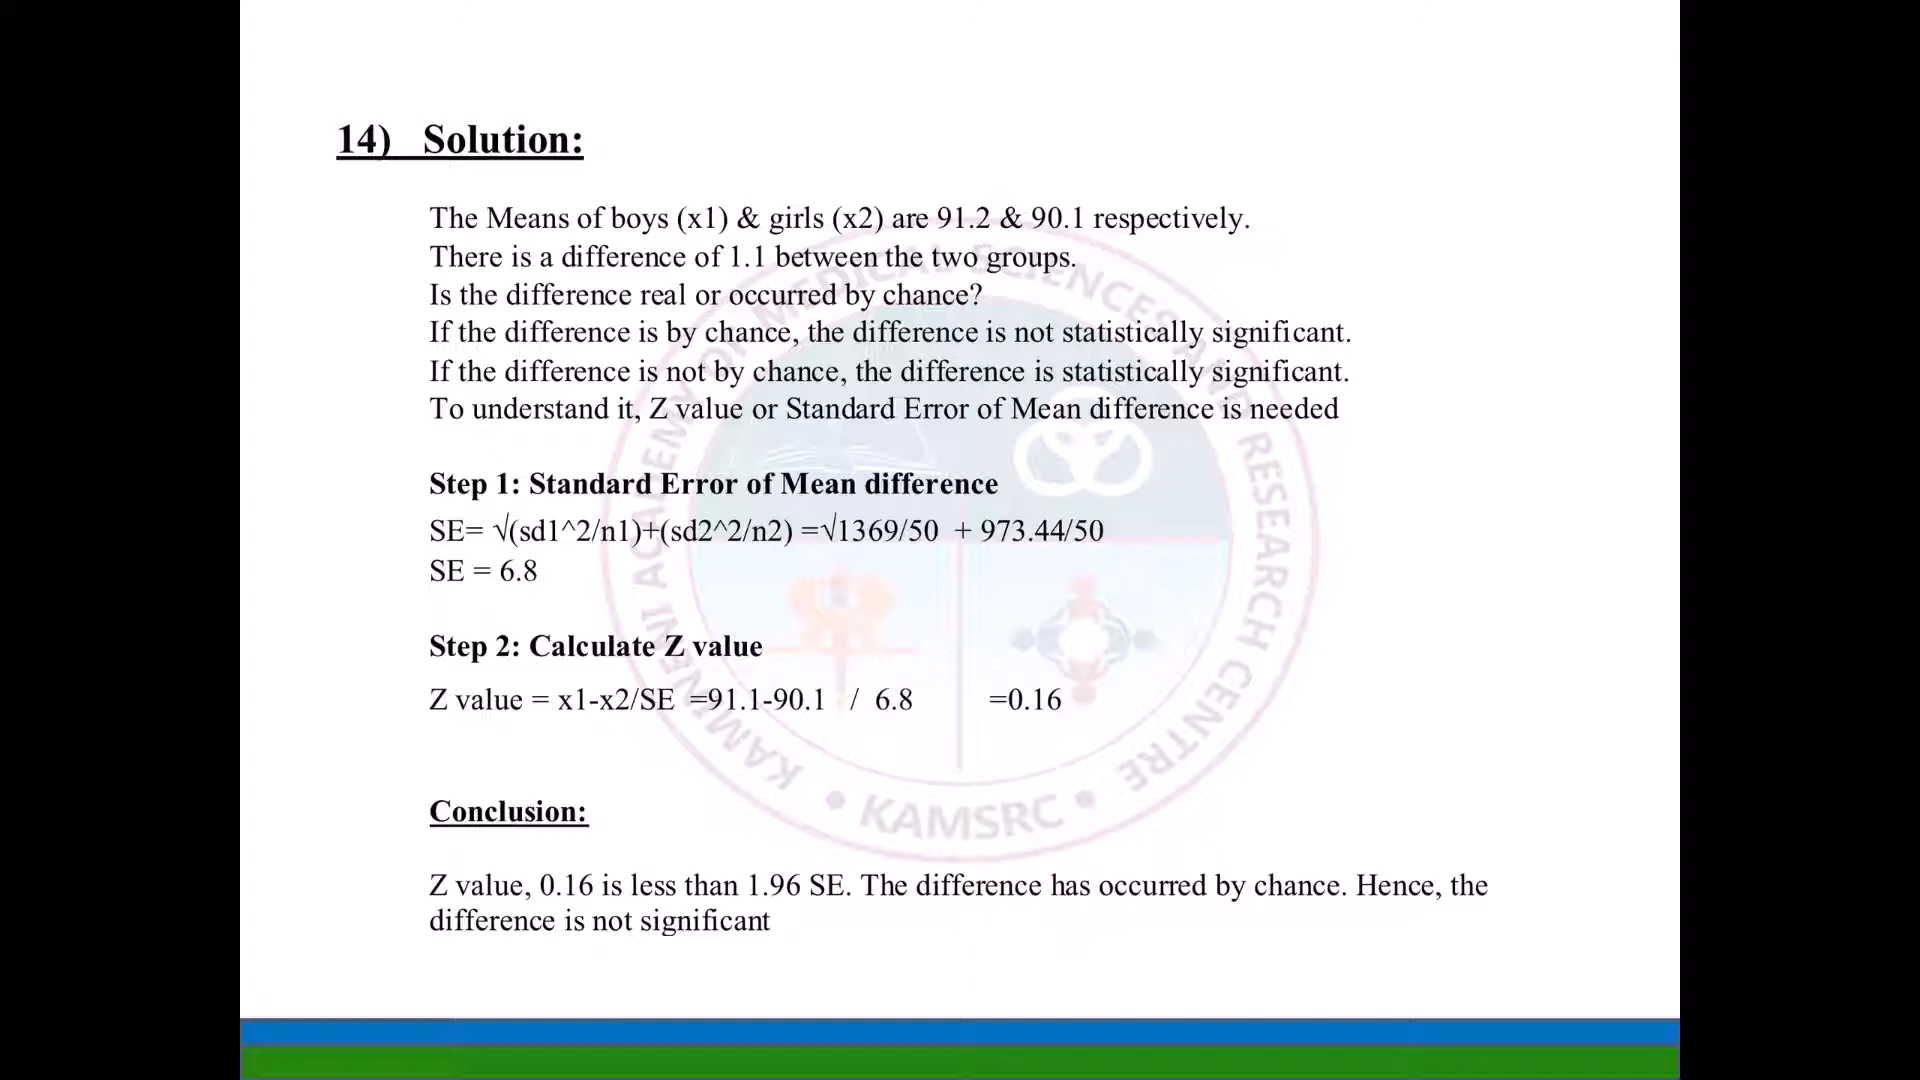 14) Solution:
The Means of boys (x1) & girls (x2) are 91.2 & 90.1 respectively.
There is a difference of 1.1 between the two groups.
Is the difference real or occurred by chance?
If the difference is by chance, the difference is not statistically significant.
If the difference is not by chance, the difference is statistically significant.
To understand it, Z value or Standard Error of Mean difference is needed
Step 1: Standard Error of Mean difference
SE= √(sd1^2/n1)+(sd2^2/n2) =√1369/50 + 973.44/50
SE = 6.8
Step 2: Calculate Z value
Z value = x1-x2/SE =91.1-90.1 / 6.8 =0.16
Conclusion:
Z value, 0.16 is less than 1.96 SE. The difference has occurred by chance. Hence, the
difference is not significant
KAMINENI ACADEMY OF MEDICAL SCIENCES AND RESEARCH CENTRE
• KAMSRC •